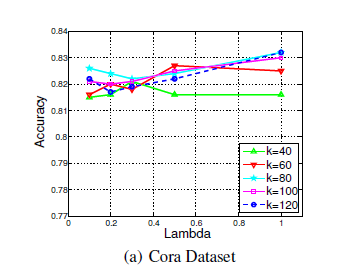 0.84
0.83
0.82
0.81
0.8
0.79
0.78
0.77
Accuracy
0 0.2 0.4 0.6 0.8 1
Lambda
k=40
k=60
k=80
k=100
k=120
(a) Cora Dataset